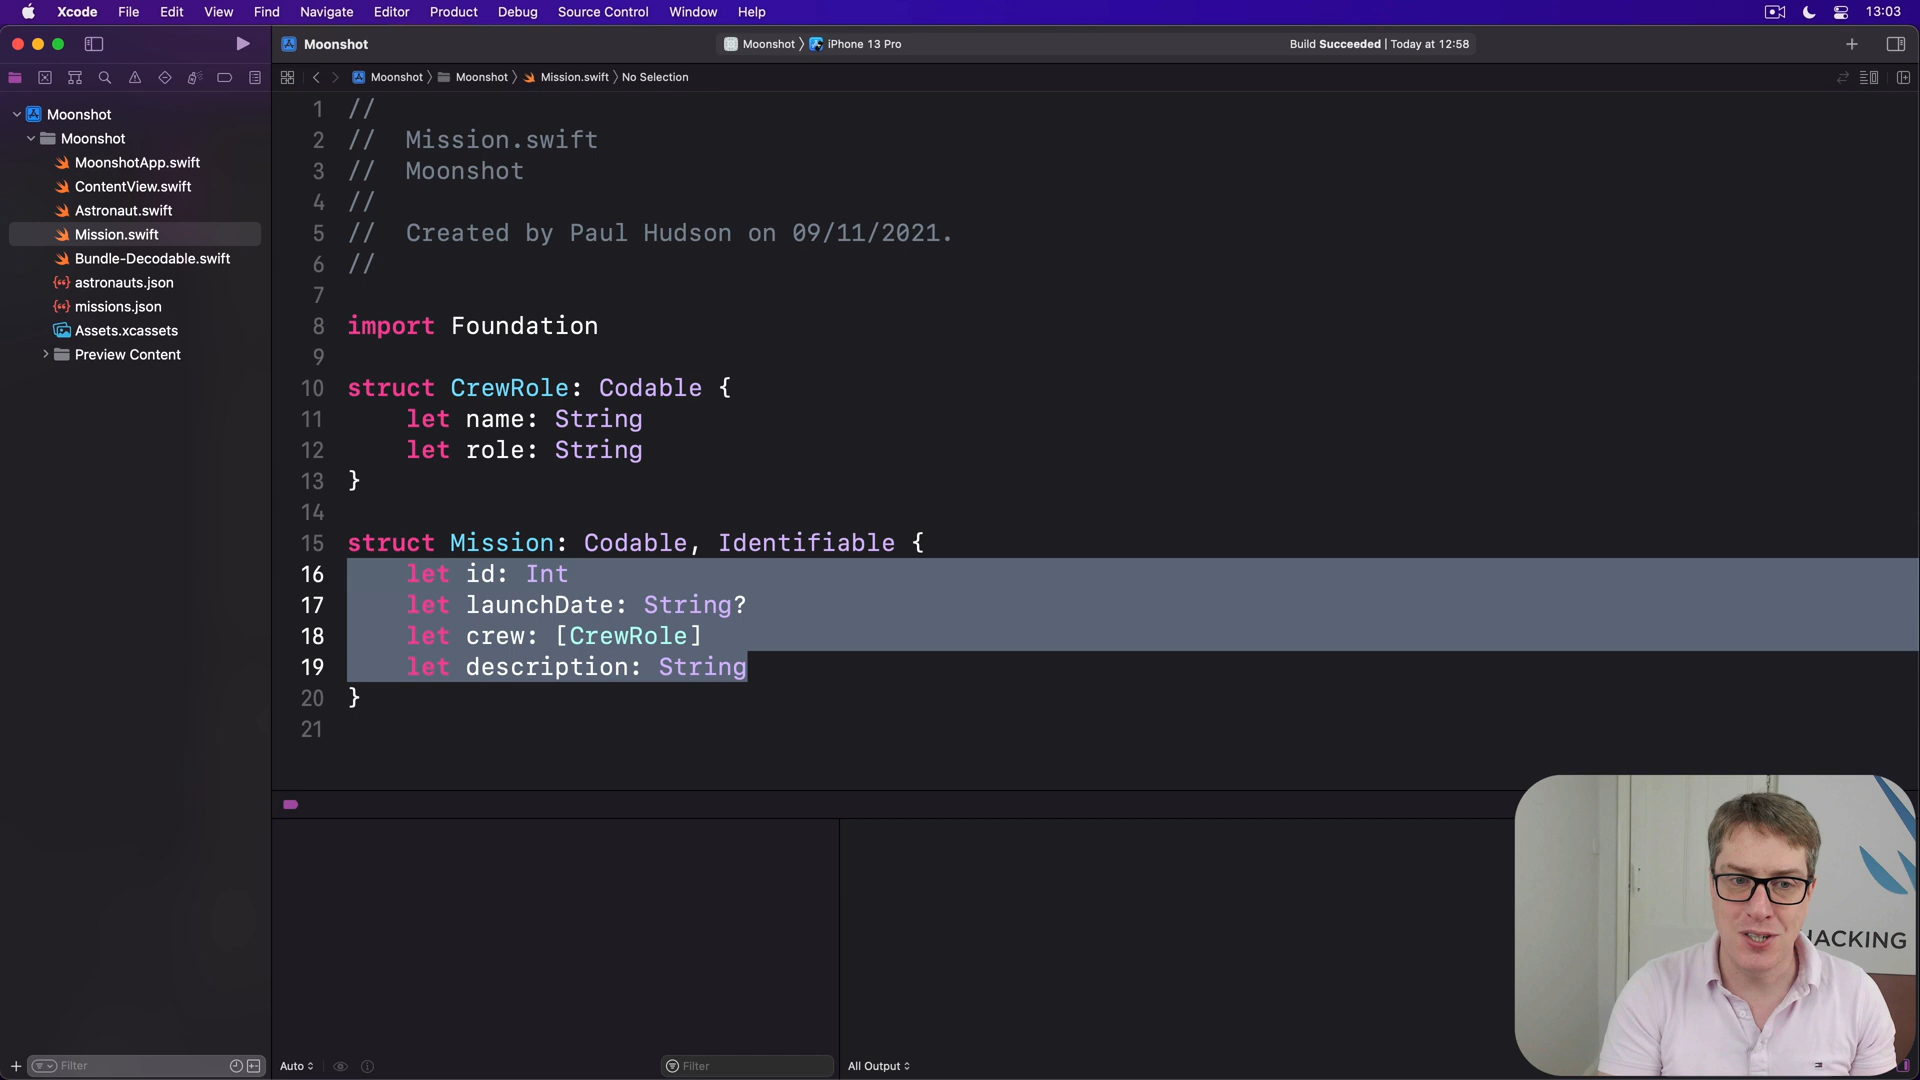 Xcode File Edit View Find Navigate Editor Product Debug Source Control Window Help 13:03
Moonshot Moonshot iPhone 13 Pro Build Succeeded | Today at 12:58
Moonshot Moonshot Mission.swift No Selection
Moonshot
Moonshot
MoonshotApp.swift
ContentView.swift
Astronaut.swift
Mission.swift
Bundle-Decodable.swift
astronauts.json
missions.json
Assets.xcassets
Preview Content
1 //
2 //  Mission.swift
3 //  Moonshot
4 //
5 //  Created by Paul Hudson on 09/11/2021.
6 //
7
8 import Foundation
9
10 struct CrewRole: Codable {
11     let name: String
12     let role: String
13 }
14
15 struct Mission: Codable, Identifiable {
16     let id: Int
17     let launchDate: String?
18     let crew: [CrewRole]
19     let description: String
20 }
21
HACKING
Filter Auto Filter All Output